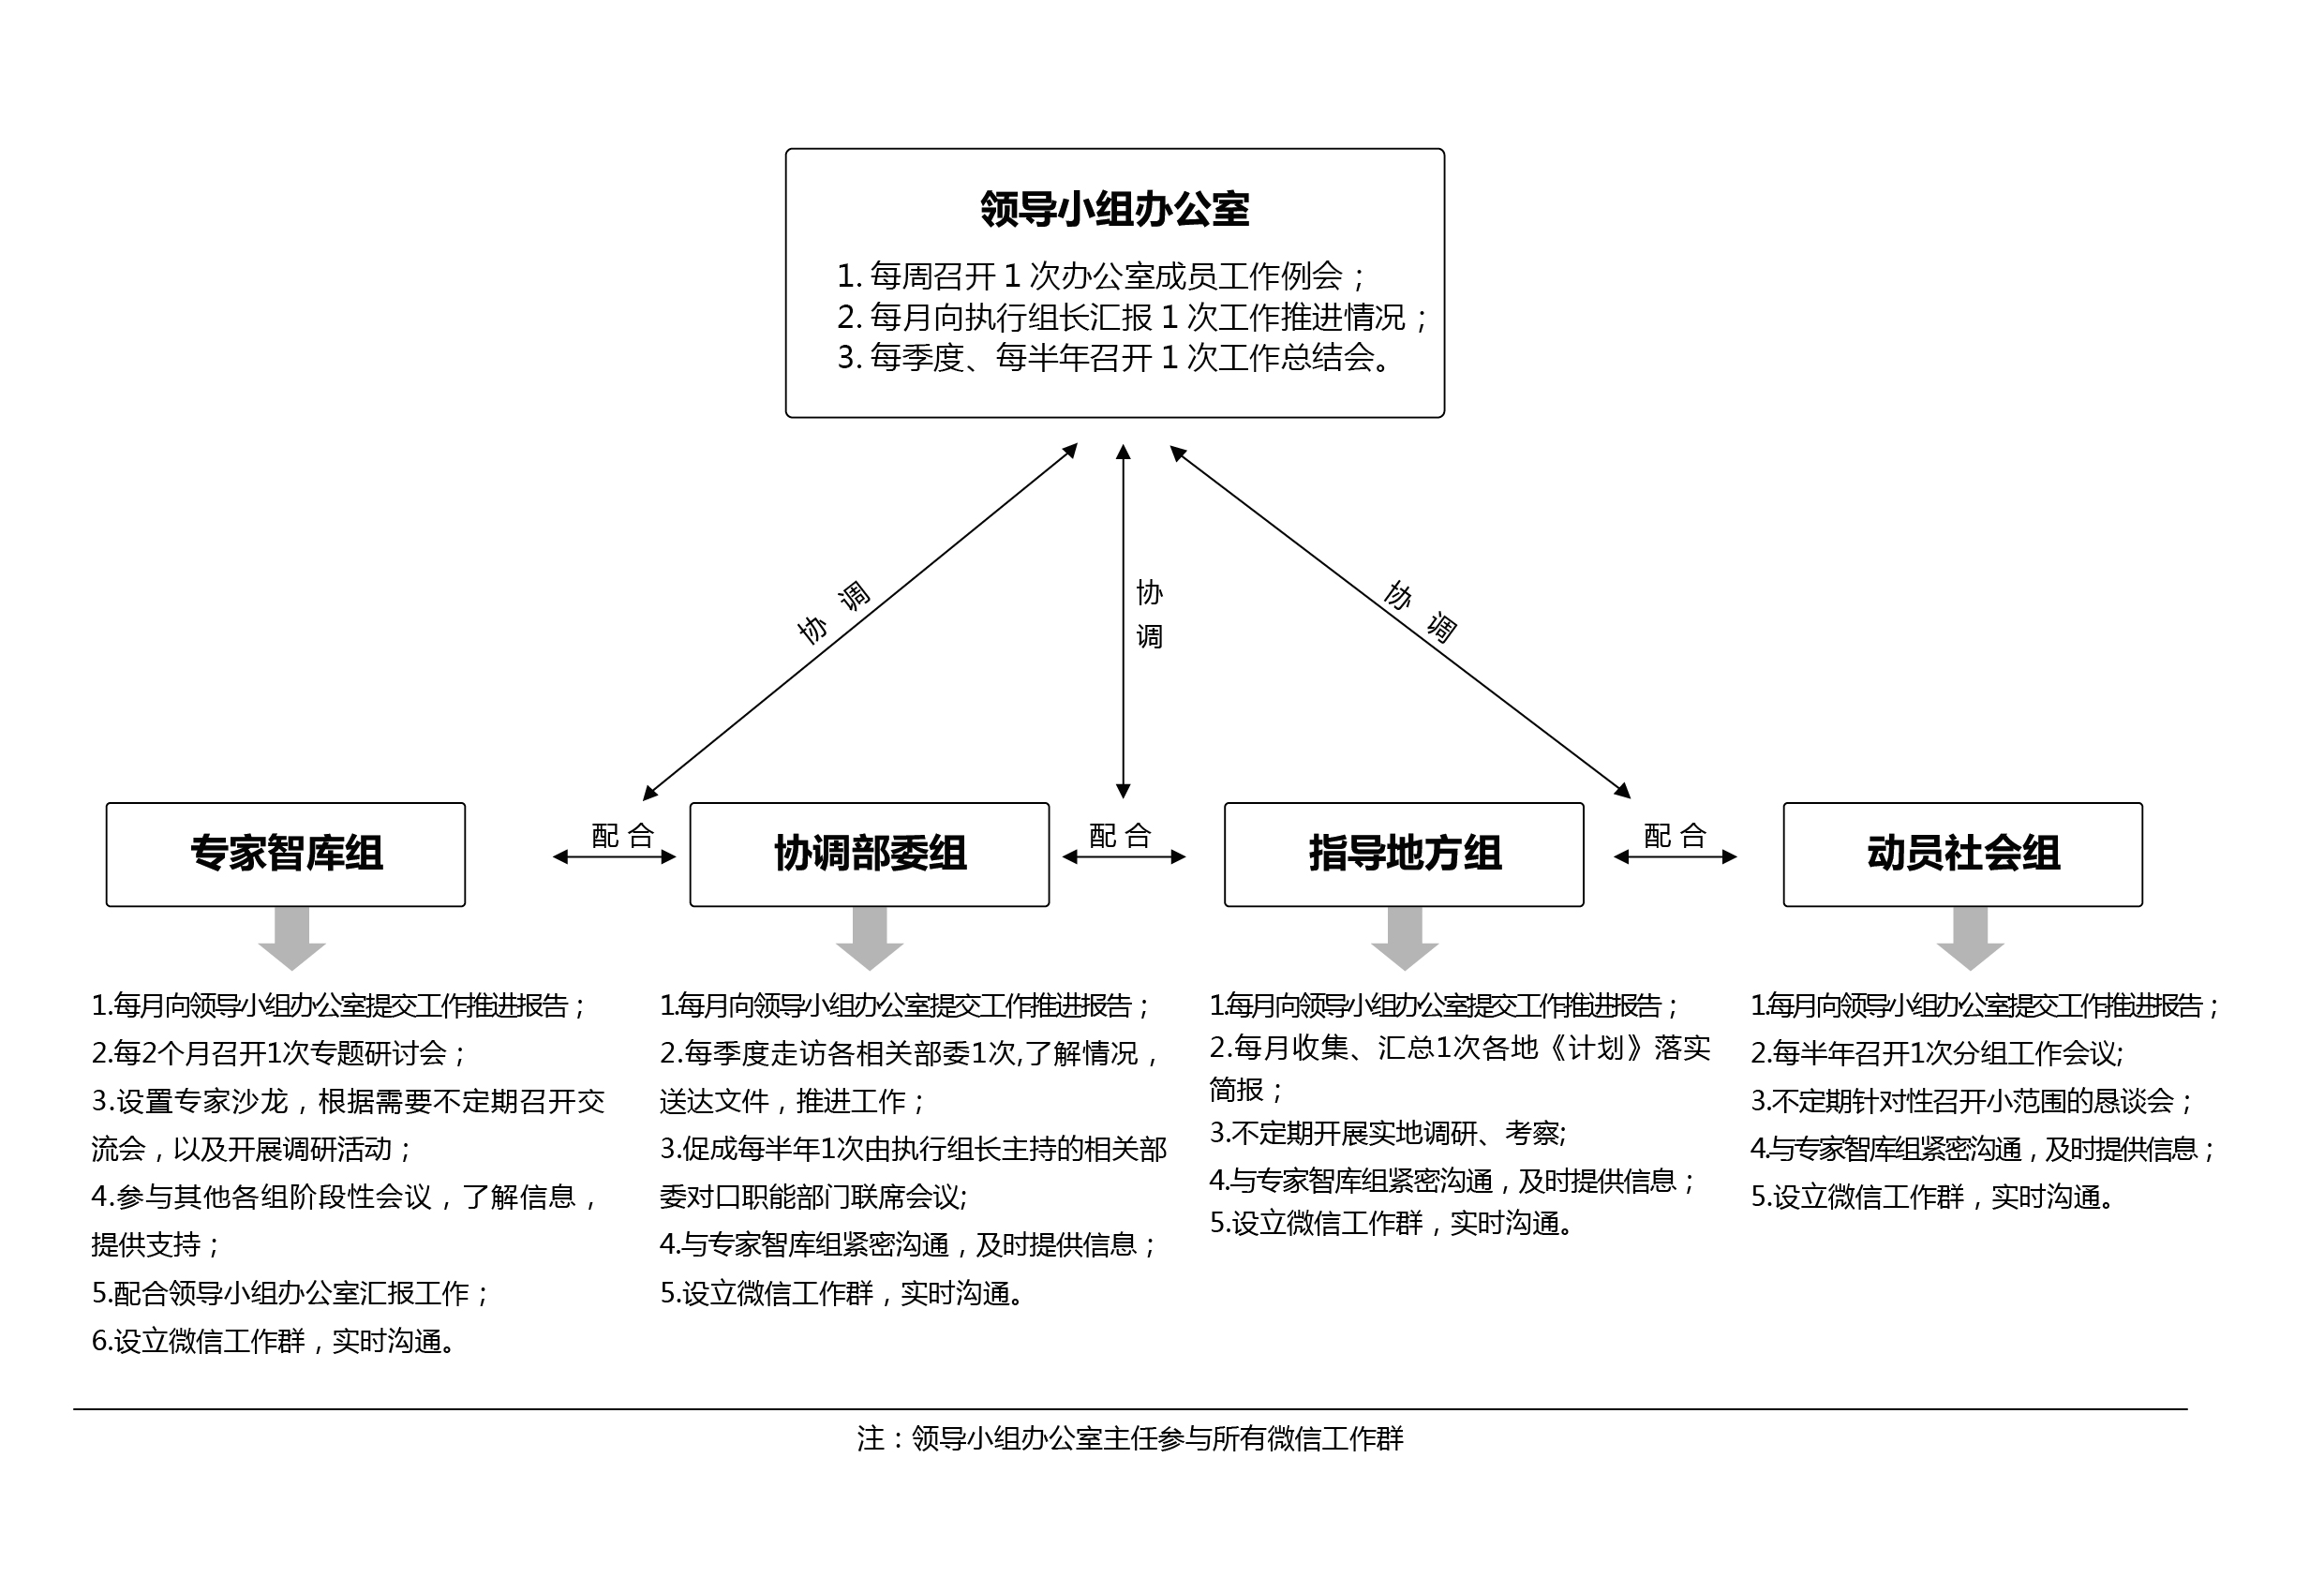 领导小组办公室
1. 每周召开 1 次办公室成员工作例会；
2. 每月向执行组长汇报 1 次工作推进情况；
3. 每季度、每半年召开 1 次工作总结会。
协 调
协
调
协 调
专家智库组
配 合
协调部委组
配 合
指导地方组
配 合
动员社会组
1.每月向领导小组办公室提交工作推进报告；
2.每2个月召开1次专题研讨会；
3.设置专家沙龙，根据需要不定期召开交
流会，以及开展调研活动；
4.参与其他各组阶段性会议，了解信息，
提供支持；
5.配合领导小组办公室汇报工作；
6.设立微信工作群，实时沟通。
1.每月向领导小组办公室提交工作推进报告；
2.每季度走访各相关部委1次,了解情况，
送达文件，推进工作；
3.促成每半年1次由执行组长主持的相关部
委对口职能部门联席会议;
4.与专家智库组紧密沟通，及时提供信息；
5.设立微信工作群，实时沟通。
1.每月向领导小组办公室提交工作推进报告；
2.每月收集、汇总1次各地《计划》落实
简报；
3.不定期开展实地调研、考察;
4.与专家智库组紧密沟通，及时提供信息；
5.设立微信工作群，实时沟通。
1.每月向领导小组办公室提交工作推进报告；
2.每半年召开1次分组工作会议;
3.不定期针对性召开小范围的恳谈会；
4.与专家智库组紧密沟通，及时提供信息；
5.设立微信工作群，实时沟通。
注：领导小组办公室主任参与所有微信工作群